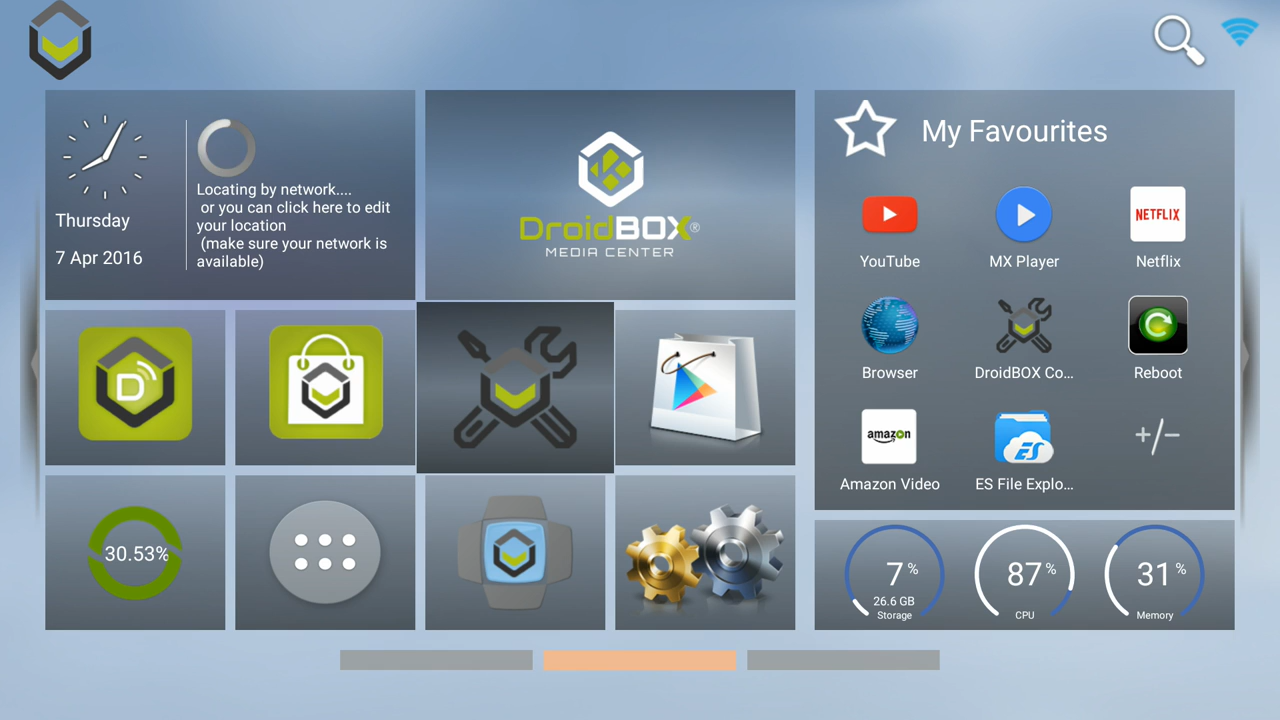 Thursday
7 Apr 2016
Locating by network....
or you can click here to edit
your location
(make sure your network is
available)
DroidBOX®
MEDIA CENTER
My Favourites
YouTube
MX Player
NETFLIX
Netflix
Browser
DroidBOX Co...
Reboot
amazon
Amazon Video
ES
ES File Explo...
+/−
D
30.53%
7%
26.6 GB
Storage
87%
CPU
31%
Memory